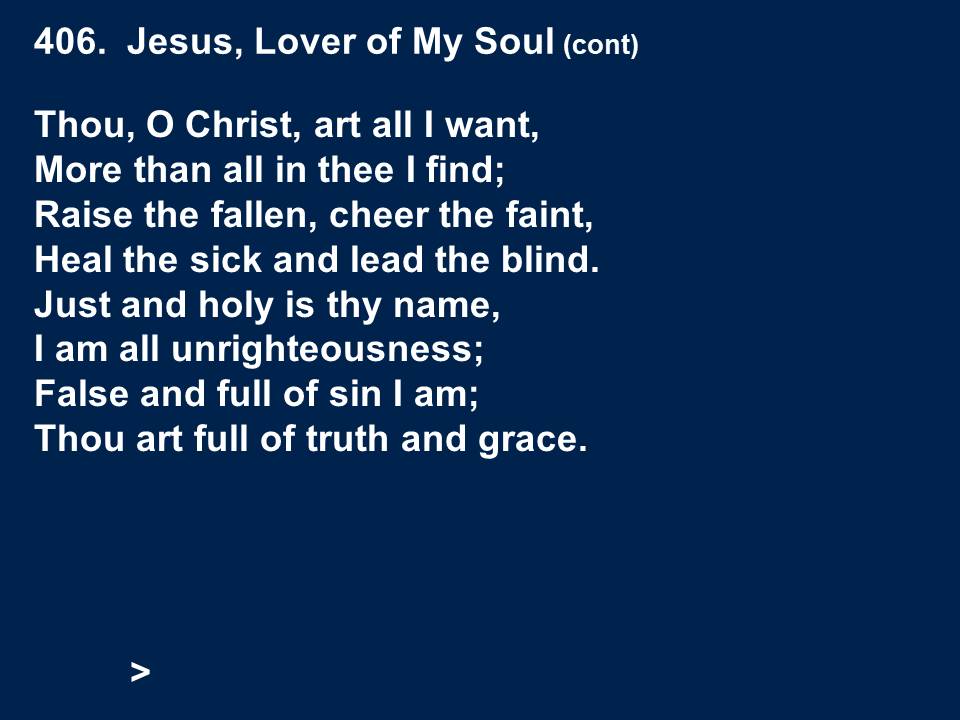 406. Jesus, Lover of My Soul (cont)
Thou, O Christ, art all I want,
More than all in thee I find;
Raise the fallen, cheer the faint,
Heal the sick and lead the blind.
Just and holy is thy name,
I am all unrighteousness;
False and full of sin I am;
Thou art full of truth and grace.
>